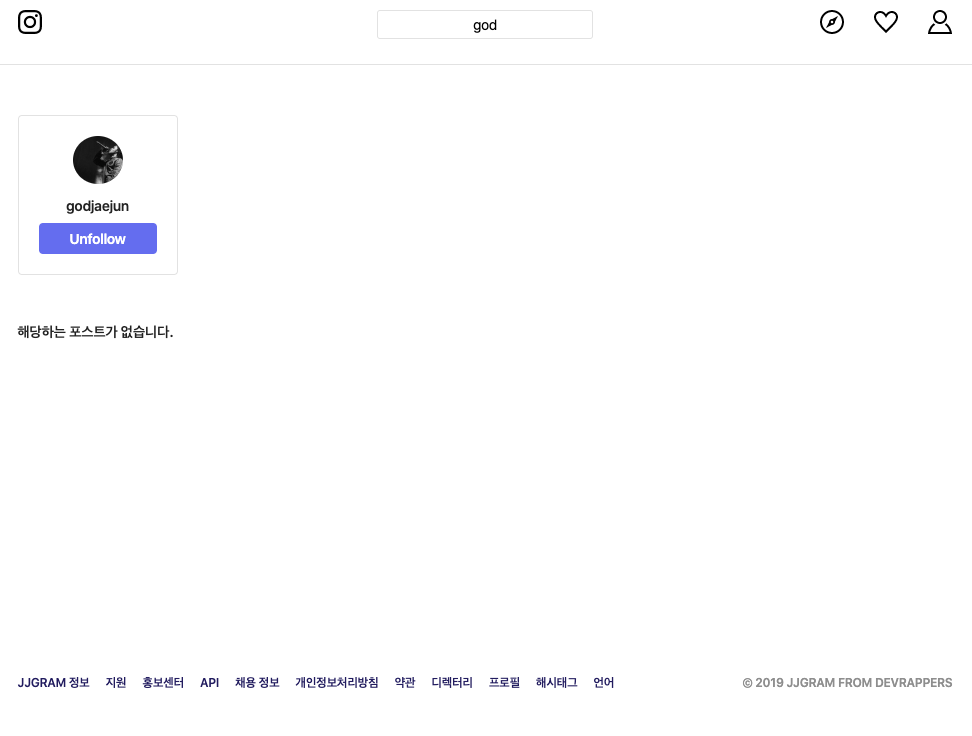 god
godjaejun
Unfollow
해당하는 포스트가 없습니다.
JJGRAM 정보 지원 홍보센터 API 채용 정보 개인정보처리방침 약관 디렉터리 프로필 해시태그 언어 © 2019 JJGRAM FROM DEVRAPPERS